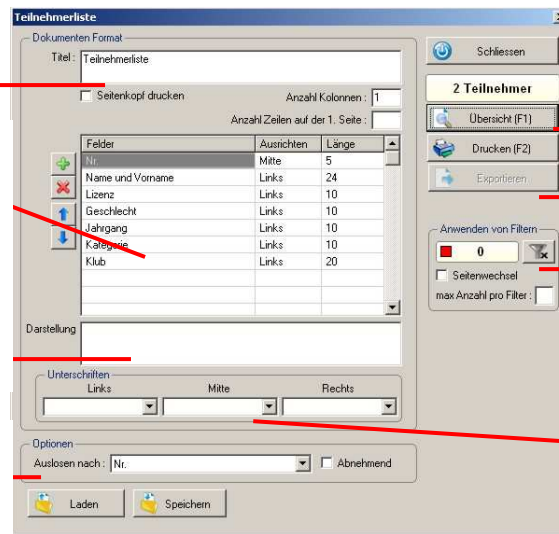 Teilnehmerliste
Dokumenten Format
Titel : Teilnehmerliste
Seitenkopf drucken
Anzahl Kolonnen : 1
Anzahl Zeilen auf der 1. Seite :
Felder Ausrichten Länge
Nr. Mitte 5
Name und Vorname Links 24
Lizenz Links 10
Geschlecht Links 10
Jahrgang Links 10
Kategorie Links 10
Klub Links 20
Darstellung
Unterschriften
Links Mitte Rechts
Optionen
Auslosen nach : Nr. Abnehmend
Laden Speichern
Schliessen
2 Teilnehmer
Übersicht (F1)
Drucken (F2)
Exportieren
Anwenden von Filtern
0
Seitenwechsel
max Anzahl pro Filter :